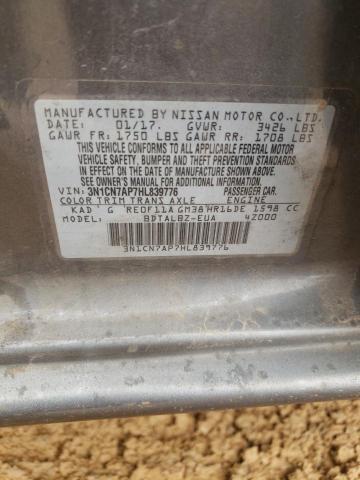 MANUFACTURED BY NISSAN MOTOR CO.,LTD.
DATE: 01/17. GVWR: 3426 LBS
GAWR FR: 1750 LBS GAWR RR: 1708 LBS
THIS VEHICLE CONFORMS TO ALL APPLICABLE FEDERAL MOTOR
VEHICLE SAFETY, BUMPER AND THEFT PREVENTION STANDARDS
IN EFFECT ON THE DATE OF MANUFACTURE SHOWN ABOVE.
SEE OWNER'S MANUAL FOR ADDITIONAL INFORMATION.
VIN: 3N1CN7AP7HL839776 PASSENGER CAR.
COLOR TRIM TRANS AXLE ENGINE
KAD G RE0F11A GM38 HR16DE 1598 CC
MODEL: BDTALBZ-EUA 42000
3N1CN7AP7HL839776